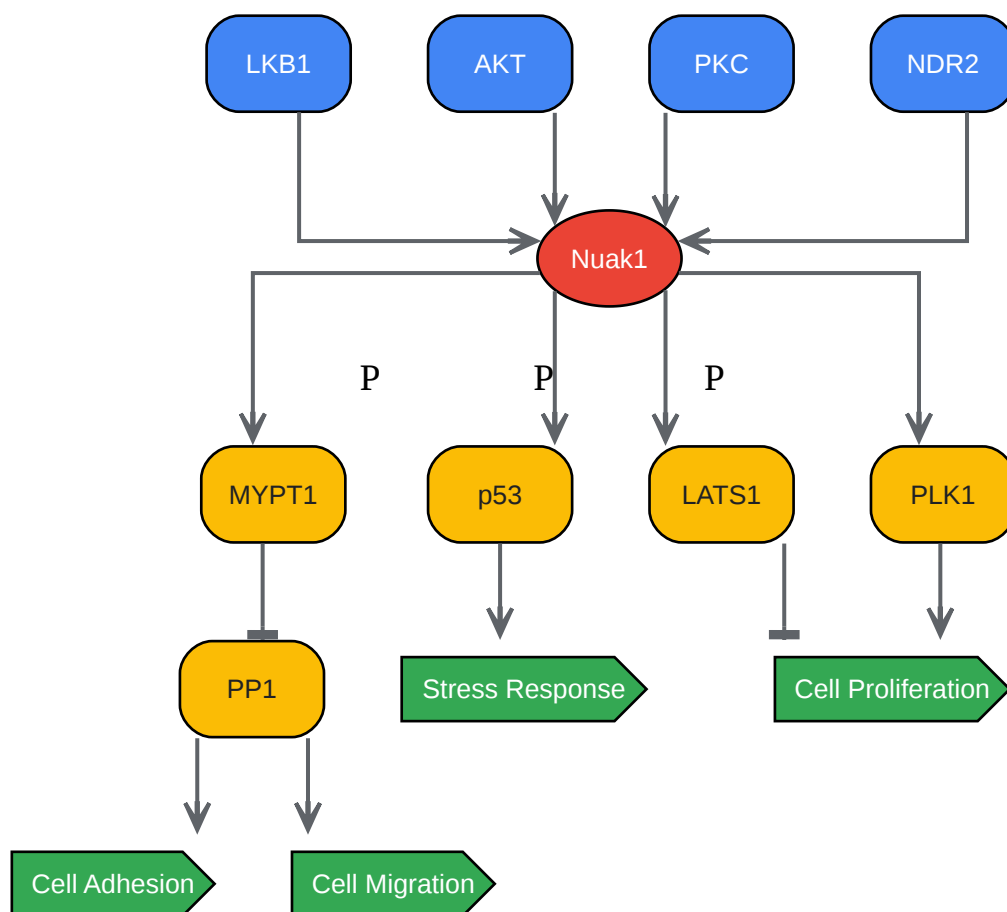 LKB1
AKT
PKC
NDR2
Nuak1
P
P
P
MYPT1
p53
LATS1
PLK1
PP1
Stress Response
Cell Proliferation
Cell Adhesion
Cell Migration